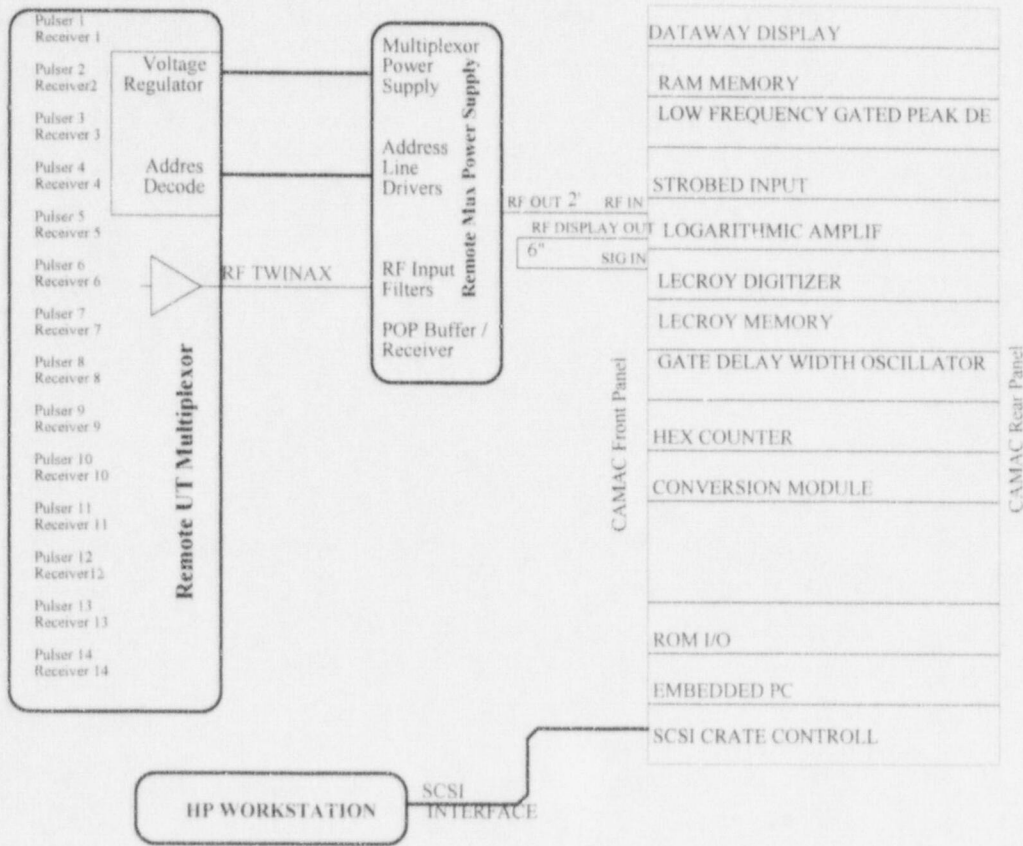 Pulser 1
Receiver 1
Pulser 2
Receiver2
Pulser 3
Receiver 3
Pulser 4
Receiver 4
Pulser 5
Receiver 5
Pulser 6
Receiver 6
Pulser 7
Receiver 7
Pulser 8
Receiver 8
Pulser 9
Receiver 9
Pulser 10
Receiver 10
Pulser 11
Receiver 11
Pulser 12
Receiver12
Pulser 13
Receiver 13
Pulser 14
Receiver 14
Voltage
Regulator
Addres
Decode
Remote UT Multiplexor
RF TWINAX
Multiplexor
Power
Supply
Address
Line
Drivers
RF Input
Filters
POP Buffer /
Receiver
Remote Mux Power Supply
RF OUT 2' RF IN
RF DISPLAY OUT
6"
SIG IN
CAMAC Front Panel
DATAWAY DISPLAY
RAM MEMORY
LOW FREQUENCY GATED PEAK DE
STROBED INPUT
LOGARITHMIC AMPLIF
LECROY DIGITIZER
LECROY MEMORY
GATE DELAY WIDTH OSCILLATOR
HEX COUNTER
CONVERSION MODULE
ROM I/O
EMBEDDED PC
SCSI CRATE CONTROLL
CAMAC Rear Panel
HP WORKSTATION
SCSI
INTERFACE